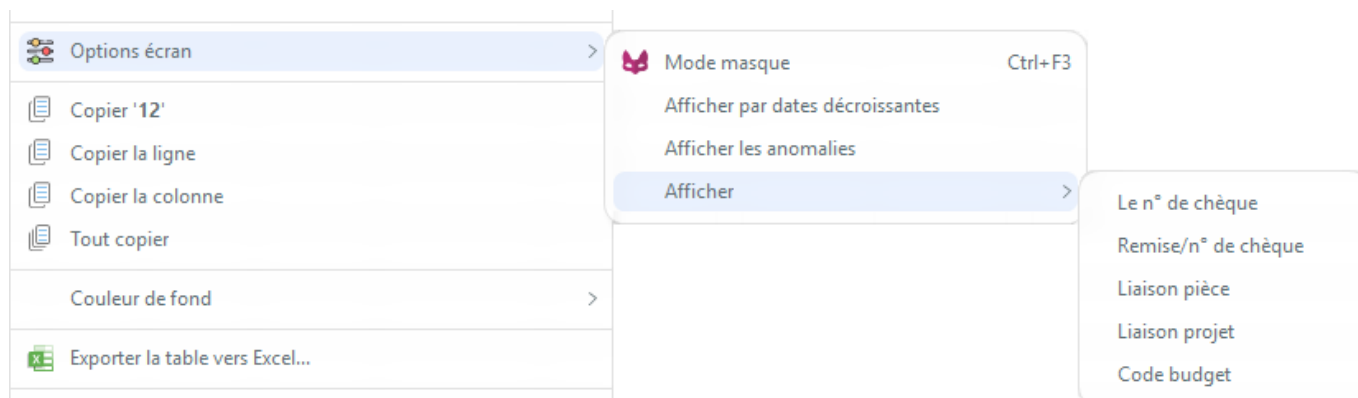 Options écran
Copier '12'
Copier la ligne
Copier la colonne
Tout copier
Couleur de fond
Exporter la table vers Excel...
Mode masque Ctrl+F3
Afficher par dates décroissantes
Afficher les anomalies
Afficher
Le n° de chèque
Remise/n° de chèque
Liaison pièce
Liaison projet
Code budget